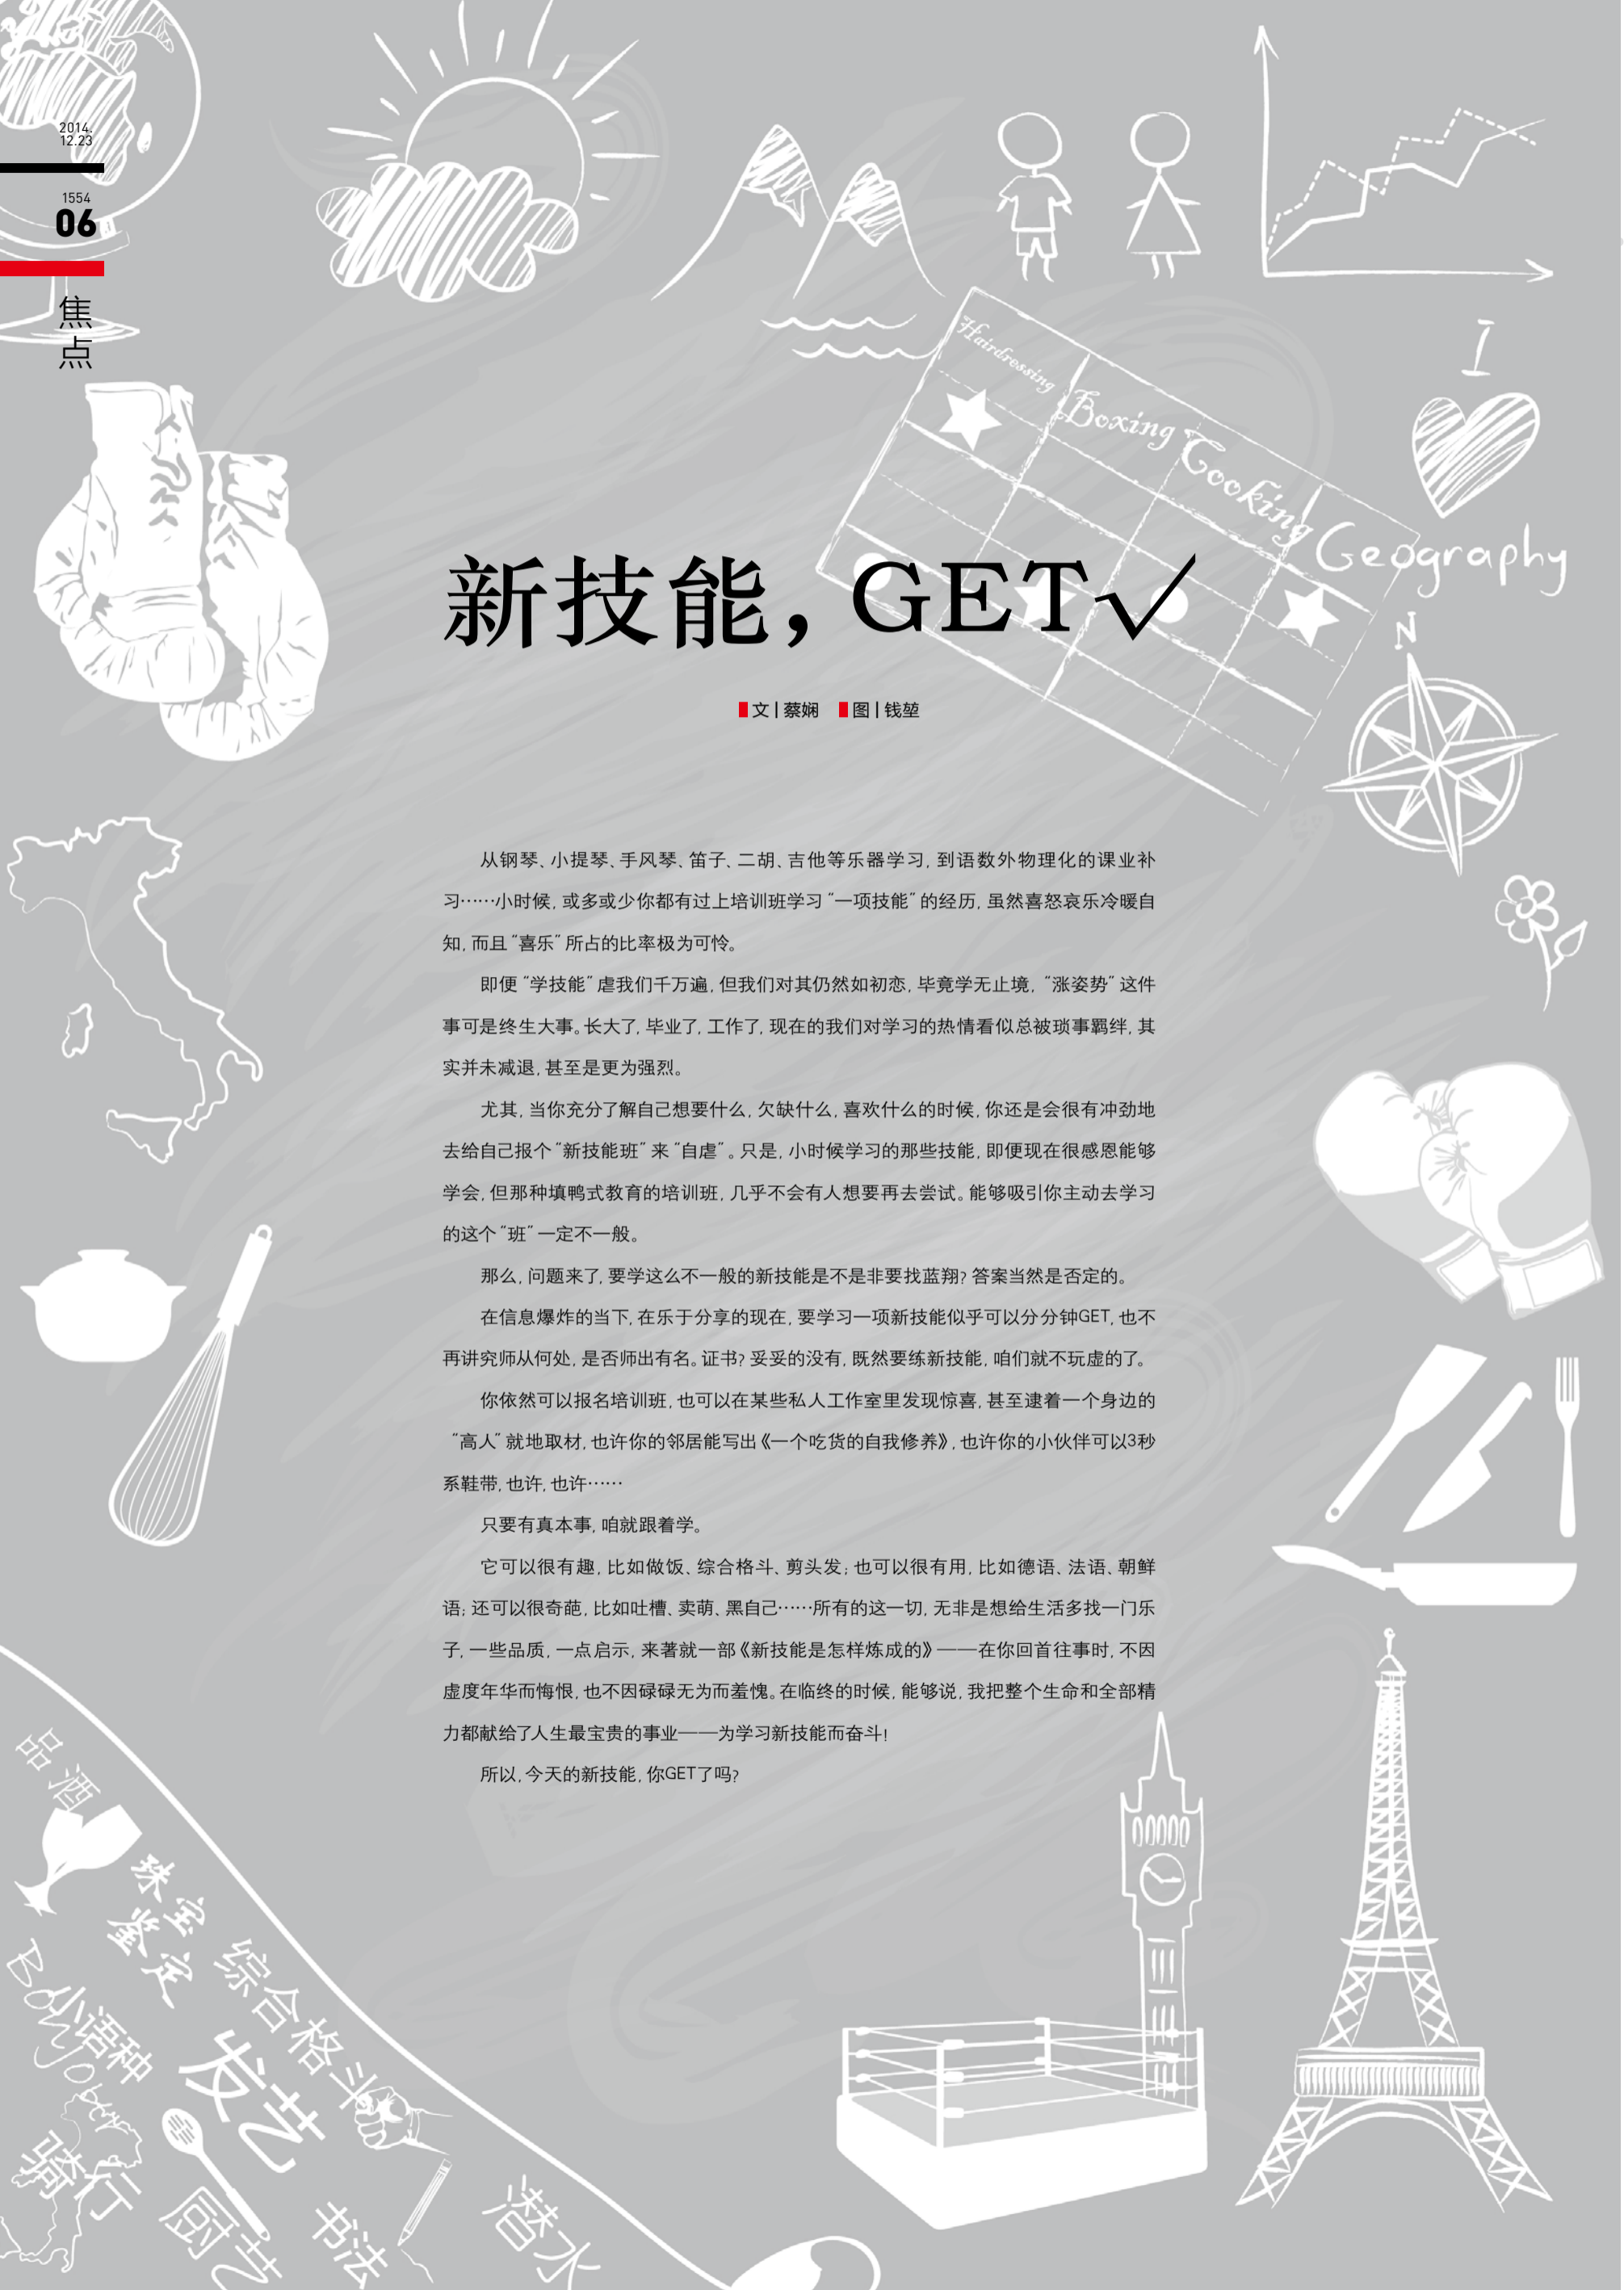 2014.
12.23
1554
06
焦
点
Hairdressing
Boxing
Cooking
Geography
I
N
新技能，GET√
文|蔡娴 图|钱堃
从钢琴、小提琴、手风琴、笛子、二胡、吉他等乐器学习，到语数外物理化的课业补
习……小时候，或多或少你都有过上培训班学习“一项技能”的经历，虽然喜怒哀乐冷暖自
知，而且“喜乐”所占的比率极为可怜。
即便“学技能”虐我们千万遍，但我们对其仍然如初恋，毕竟学无止境，“涨姿势”这件
事可是终生大事。长大了，毕业了，工作了，现在的我们对学习的热情看似总被琐事羁绊，其
实并未减退，甚至是更为强烈。
尤其，当你充分了解自己想要什么，欠缺什么，喜欢什么的时候，你还是会很有冲劲地
去给自己报个“新技能班”来“自虐”。只是，小时候学习的那些技能，即便现在很感恩能够
学会，但那种填鸭式教育的培训班，几乎不会有人想要再去尝试。能够吸引你主动去学习
的这个“班”一定不一般。
那么，问题来了，要学这么不一般的新技能是不是非要找蓝翔？答案当然是否定的。
在信息爆炸的当下，在乐于分享的现在，要学习一项新技能似乎可以分分钟GET，也不
再讲究师从何处，是否师出有名。证书？妥妥的没有，既然要练新技能，咱们就不玩虚的了。
你依然可以报名培训班，也可以在某些私人工作室里发现惊喜，甚至逮着一个身边的
“高人”就地取材，也许你的邻居能写出《一个吃货的自我修养》，也许你的小伙伴可以3秒
系鞋带，也许，也许……
只要有真本事，咱就跟着学。
它可以很有趣，比如做饭、综合格斗、剪头发；也可以很有用，比如德语、法语、朝鲜
语；还可以很奇葩，比如吐槽、卖萌、黑自己……所有的这一切，无非是想给生活多找一门乐
子，一些品质，一点启示，来著就一部《新技能是怎样炼成的》——在你回首往事时，不因
虚度年华而悔恨，也不因碌碌无为而羞愧。在临终的时候，能够说，我把整个生命和全部精
力都献给了人生最宝贵的事业——为学习新技能而奋斗！
所以，今天的新技能，你GET了吗？
品酒
珠宝
鉴定
综合格斗
小语种
发艺
骑行
厨艺
书法
潜水